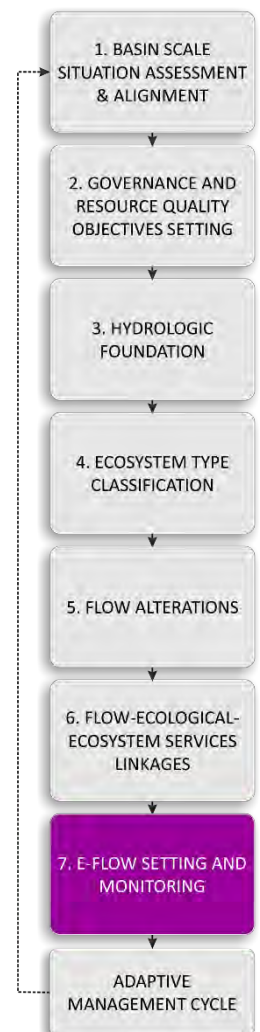 1. BASIN SCALE
SITUATION ASSESSMENT
& ALIGNMENT
2. GOVERNANCE AND
RESOURCE QUALITY
OBJECTIVES SETTING
3. HYDROLOGIC
FOUNDATION
4. ECOSYSTEM TYPE
CLASSIFICATION
5. FLOW ALTERATIONS
6. FLOW-ECOLOGICAL-
ECOSYSTEM SERVICES
LINKAGES
7. E-FLOW SETTING AND
MONITORING
ADAPTIVE
MANAGEMENT CYCLE